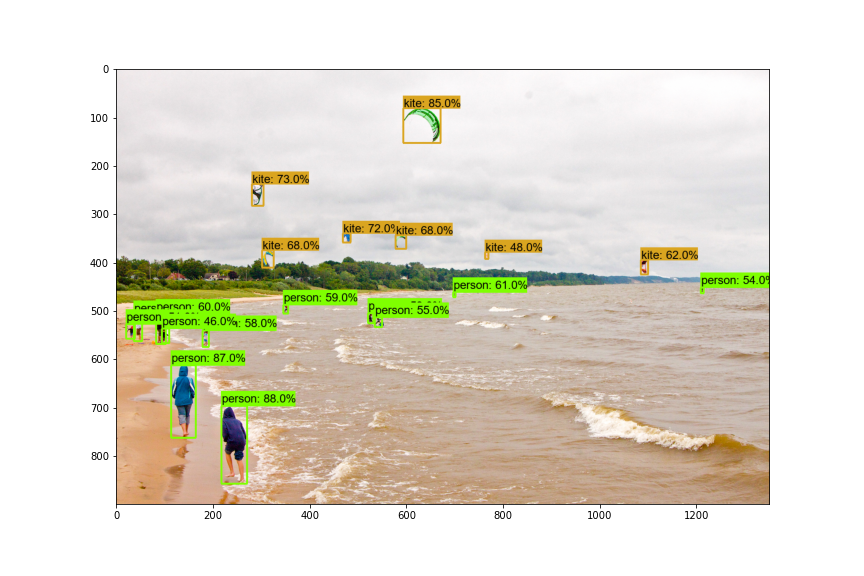 0
100
200
300
400
500
600
700
800
kite: 85.0%
kite: 73.0%
kite: 72.0%
kite: 68.0%
kite: 68.0%
kite: 48.0%
kite: 62.0%
person: 54.0%
person: 61.0%
person: 59.0%
person: 60.0%
person
person: 46.0%
: 58.0%
person: 55.0%
person: 87.0%
person: 88.0%
0
200
400
600
800
1000
1200